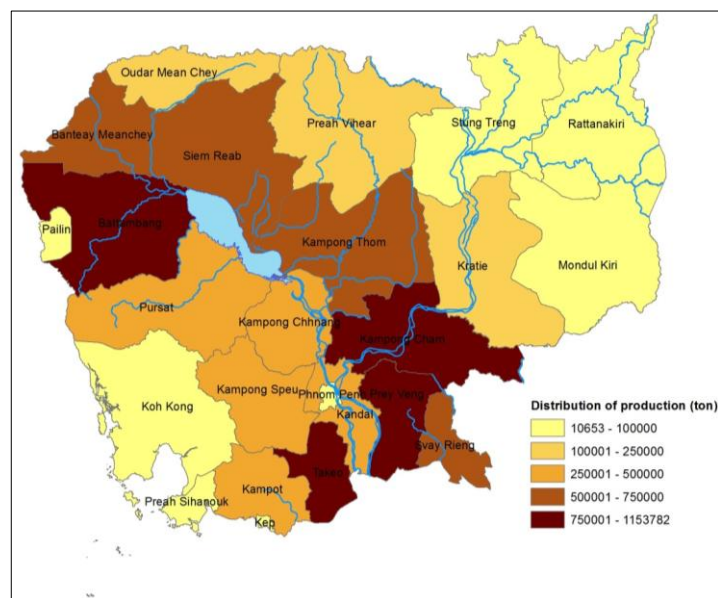 Oudar Mean Chey
Preah Vihear
Stung Treng
Rattanakiri
Banteay Meanchey
Siem Reab
Pailin
Battambang
Kampong Thom
Kratie
Mondul Kiri
Pursat
Kampong Chhnang
Kampong Cham
Koh Kong
Kampong Speu
Phnom Penh
Prey Veng
Kandal
Svay Rieng
Takeo
Kampot
Preah Sihanouk
Kep
Distribution of production (ton)
10653 - 100000
100001 - 250000
250001 - 500000
500001 - 750000
750001 - 1153782